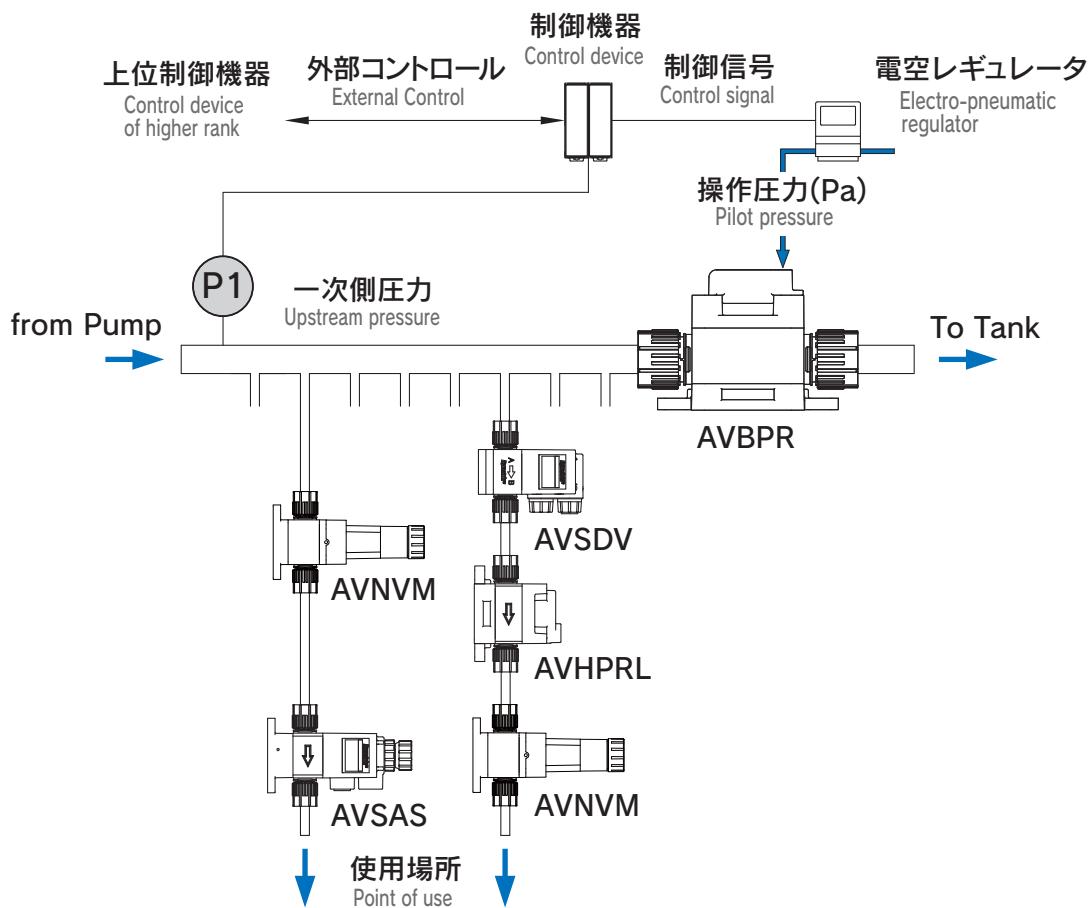 制御機器
Control device
上位制御機器
Control device
of higher rank
外部コントロール
External Control
制御信号
Control signal
電空レギュレータ
Electro-pneumatic
regulator
操作圧力(Pa)
Pilot pressure
P1
一次側圧力
Upstream pressure
from Pump
To Tank
AVBPR
A⇨B
AVSDV
AVNVM
AVHPRL
AVSAS
AVNVM
使用場所
Point of use